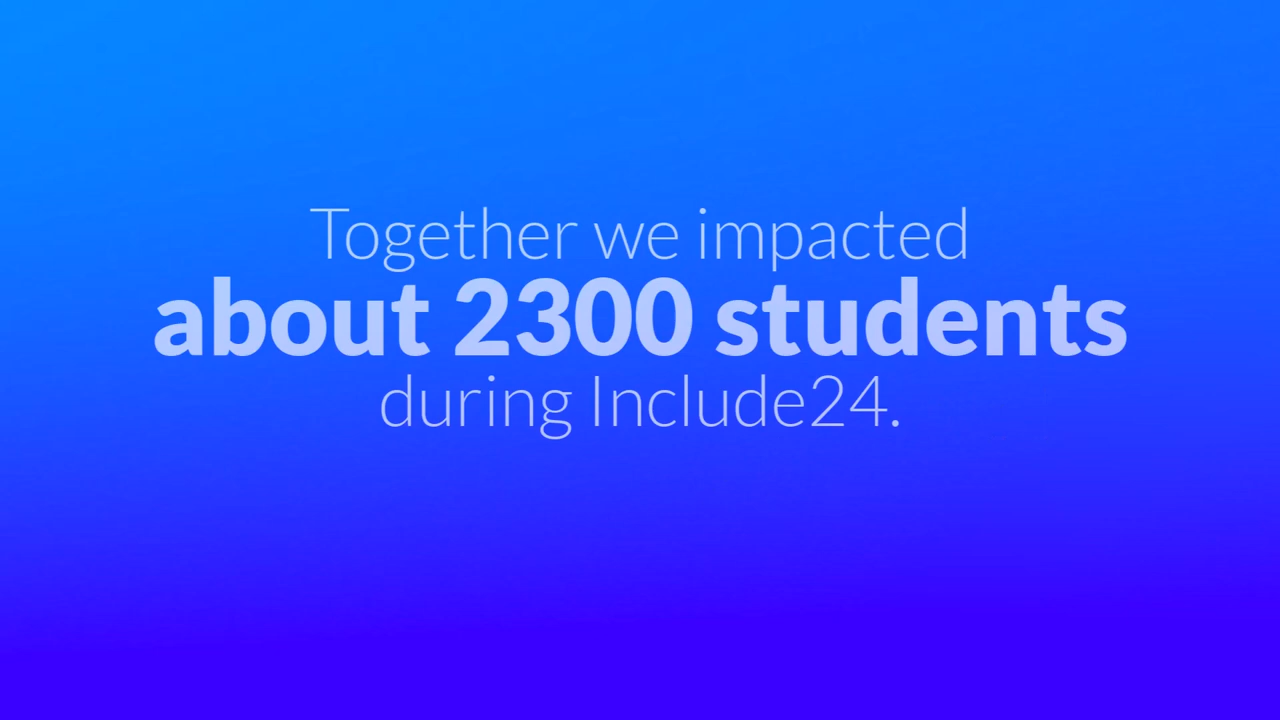 Together we impacted
about 2300 students
during Include24.